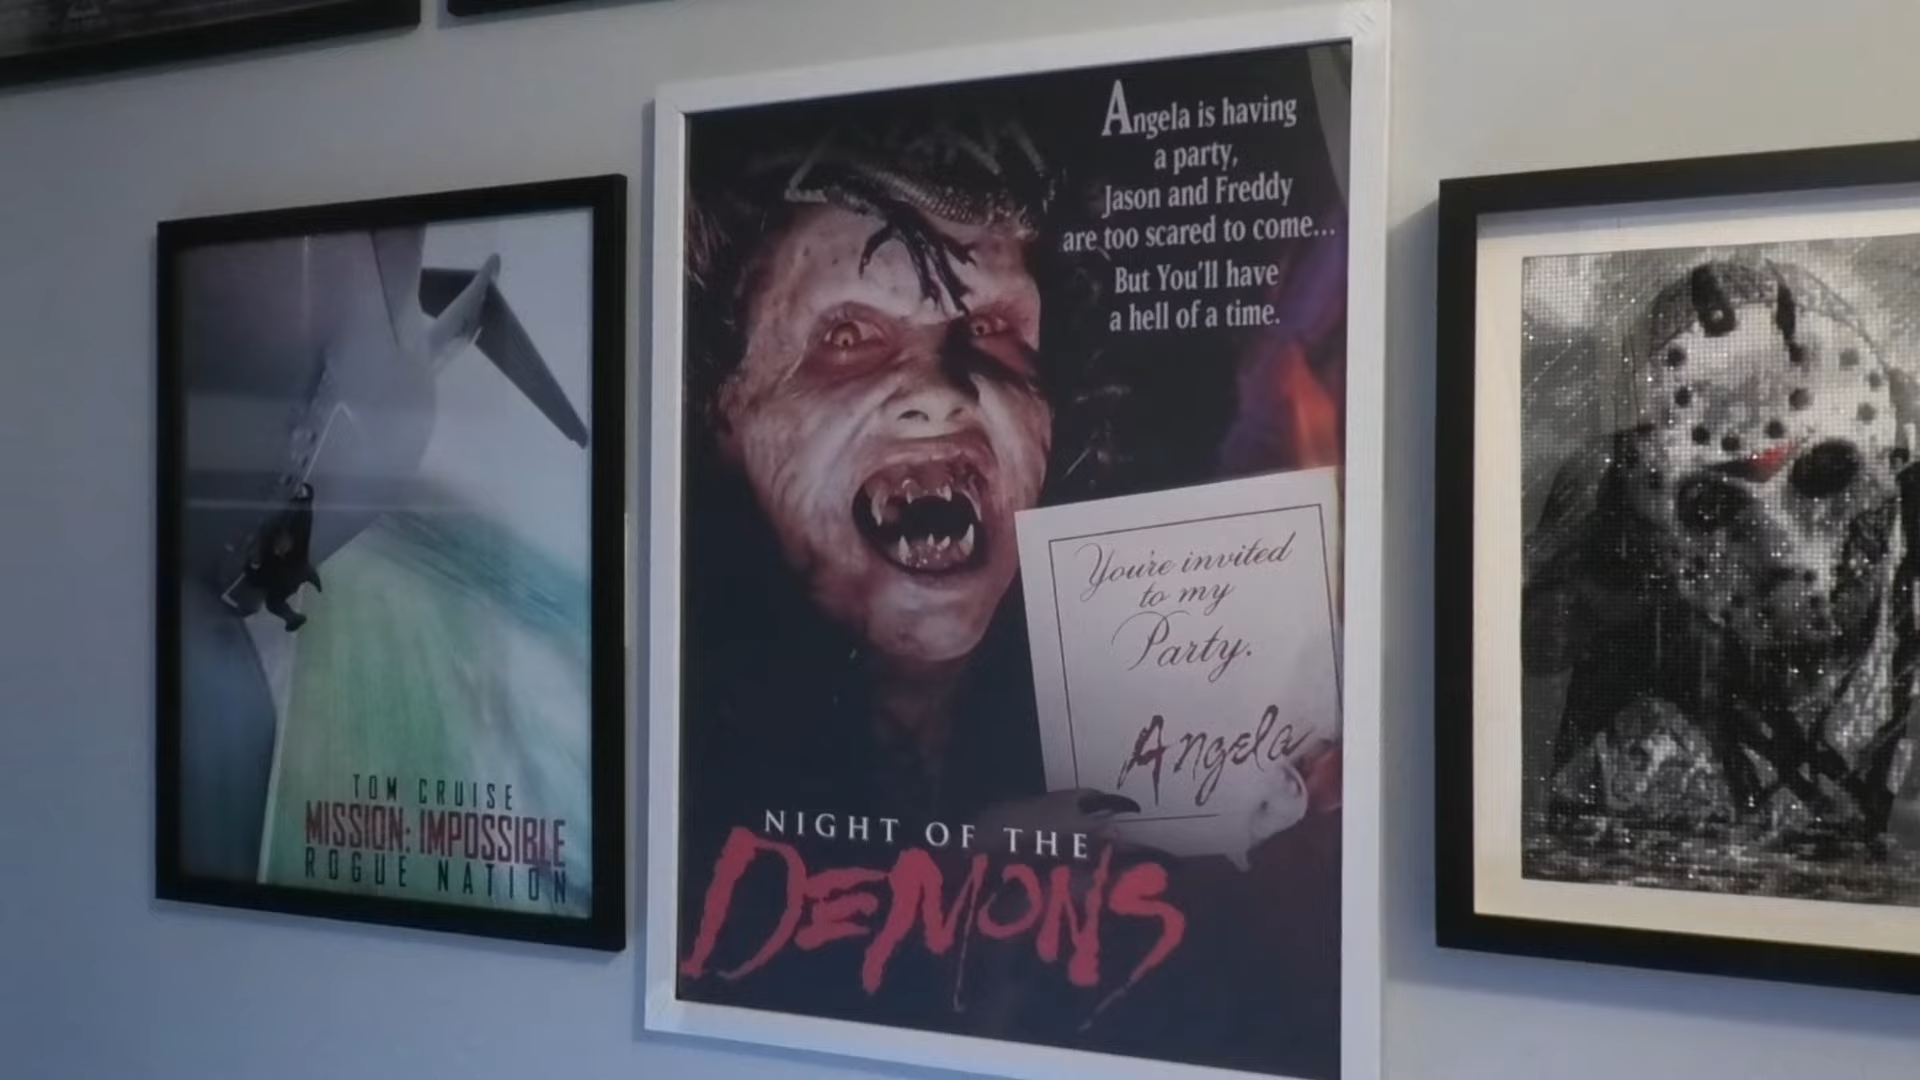 TOM CRUISE
MISSION: IMPOSSIBLE
ROGUE NATION
Angela is having
a party,
Jason and Freddy
are too scared to come...
But You'll have
a hell of a time.
You're invited
to my
Party.
Angela
NIGHT OF THE
DEMONS